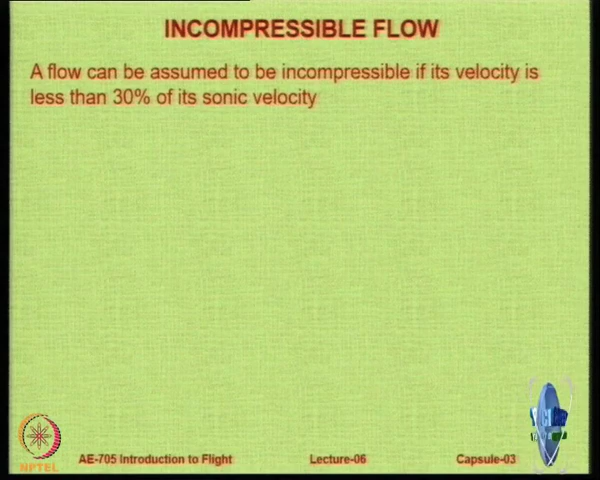 INCOMPRESSIBLE FLOW
A flow can be assumed to be incompressible if its velocity is
less than 30% of its sonic velocity
NPTEL
AE-705 Introduction to Flight Lecture-06 Capsule-03